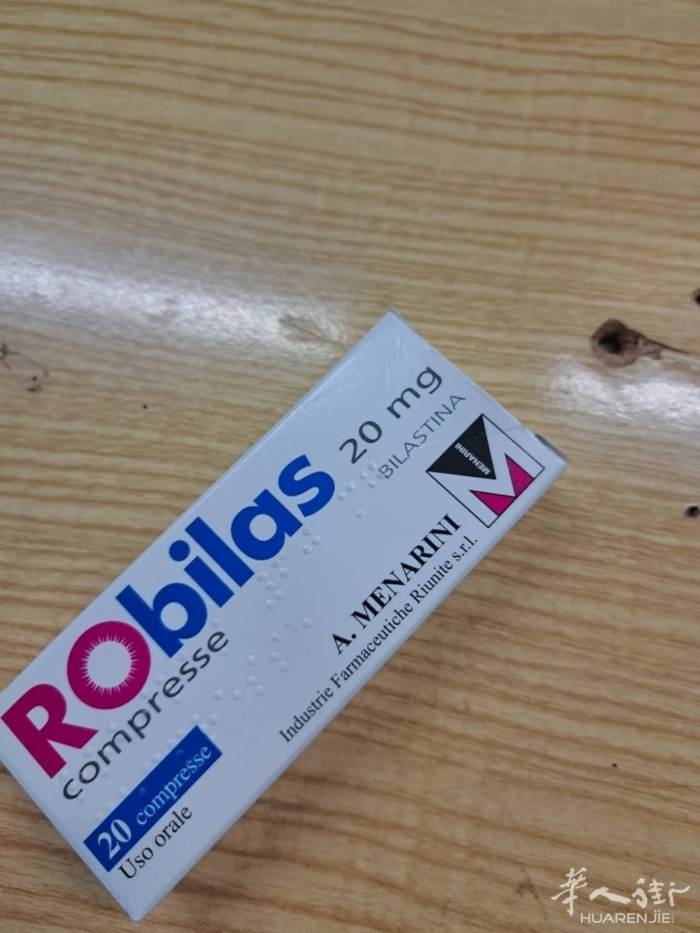 RObilas 20 mg
compresse
BILASTINA
MENARINI
20 compresse
Uso orale
A. MENARINI
Industrie Farmaceutiche Riunite s.r.l.
華人街
HUARENJIE